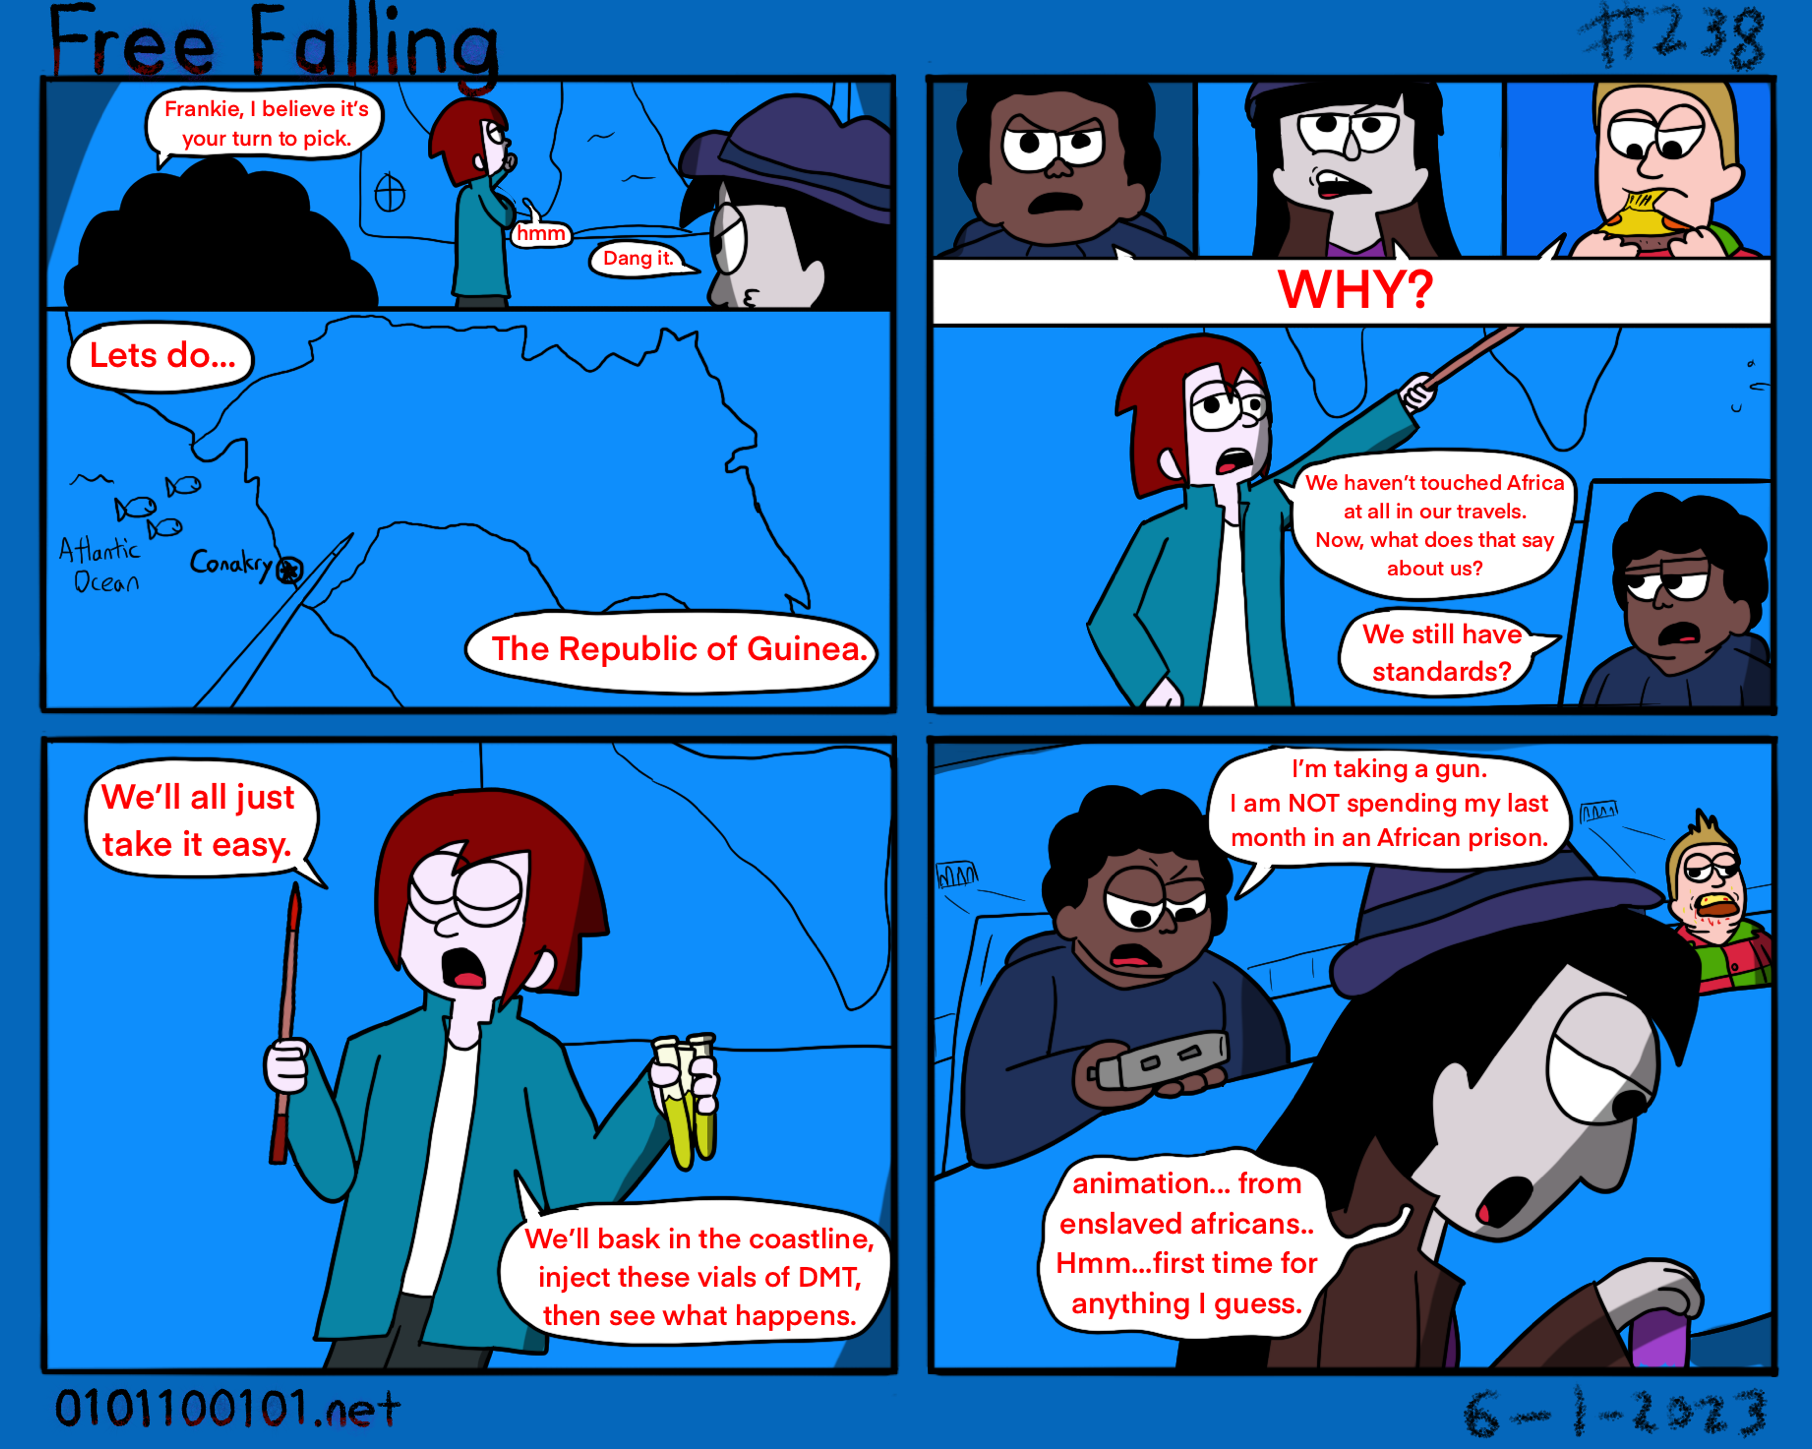 Free Falling
#238
Frankie, I believe it's
your turn to pick.
hmm
Dang it.
Lets do...
Atlantic
Ocean
Conakry
The Republic of Guinea.
WHY?
We haven't touched Africa
at all in our travels.
Now, what does that say
about us?
We still have
standards?
We'll all just
take it easy.
We'll bask in the coastline,
inject these vials of DMT,
then see what happens.
I'm taking a gun.
I am NOT spending my last
month in an African prison.
animation... from
enslaved africans..
Hmm...first time for
anything I guess.
0101100101.net
6-1-2023